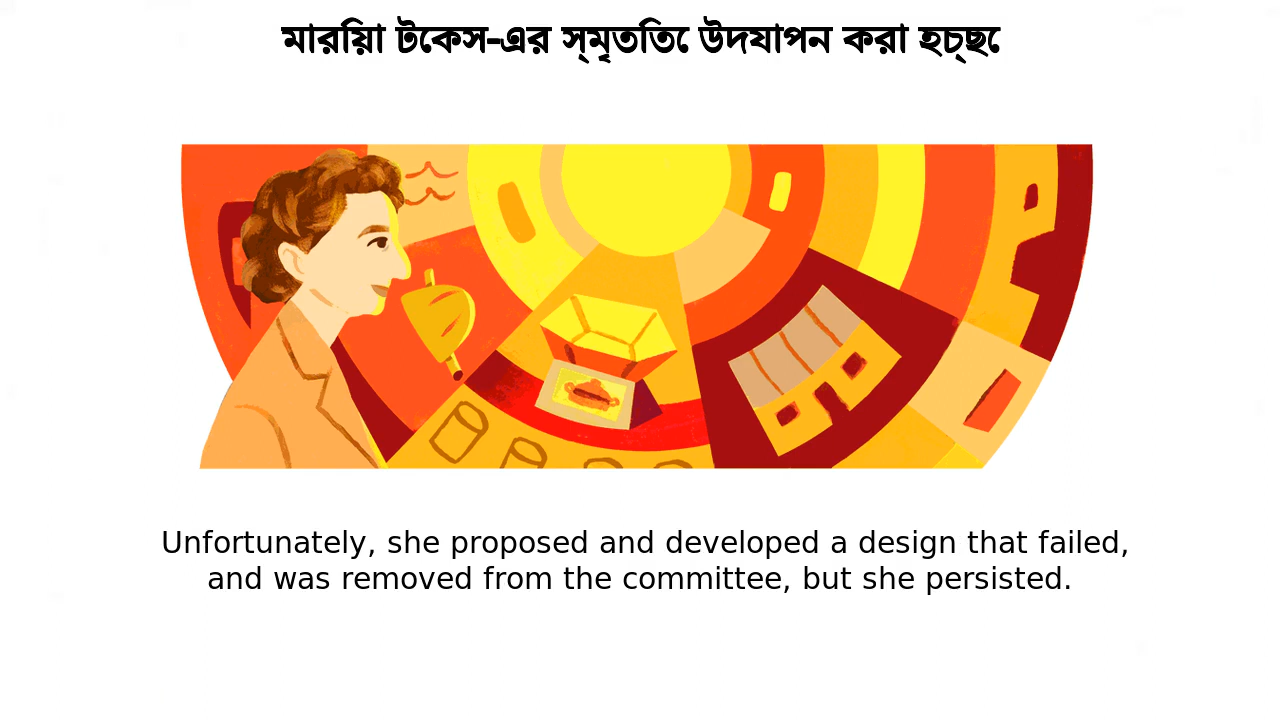 মারিয়া টেকেস-এর স্মৃতিতে উদযাপন করা হচ্ছে
Unfortunately, she proposed and developed a design that failed,
and was removed from the committee, but she persisted.